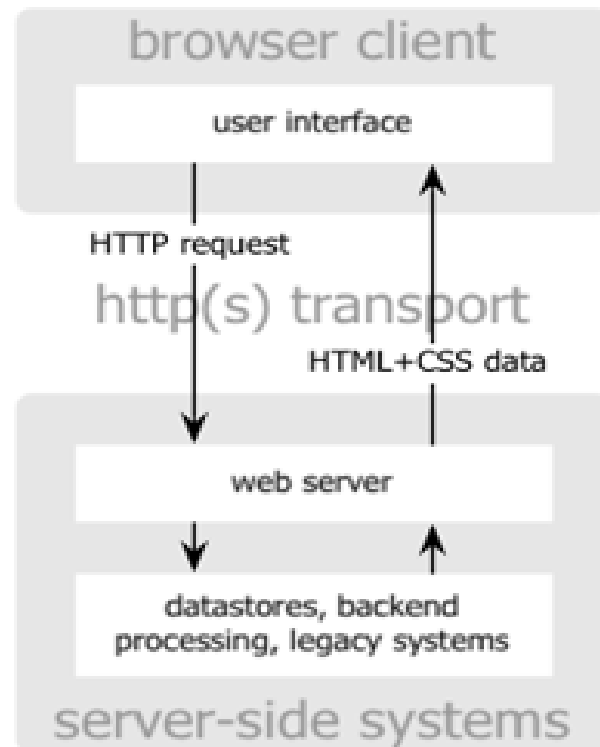 browser client
user interface
HTTP request
http(s) transport
HTML+CSS data
web server
datastores, backend
processing, legacy systems
server-side systems